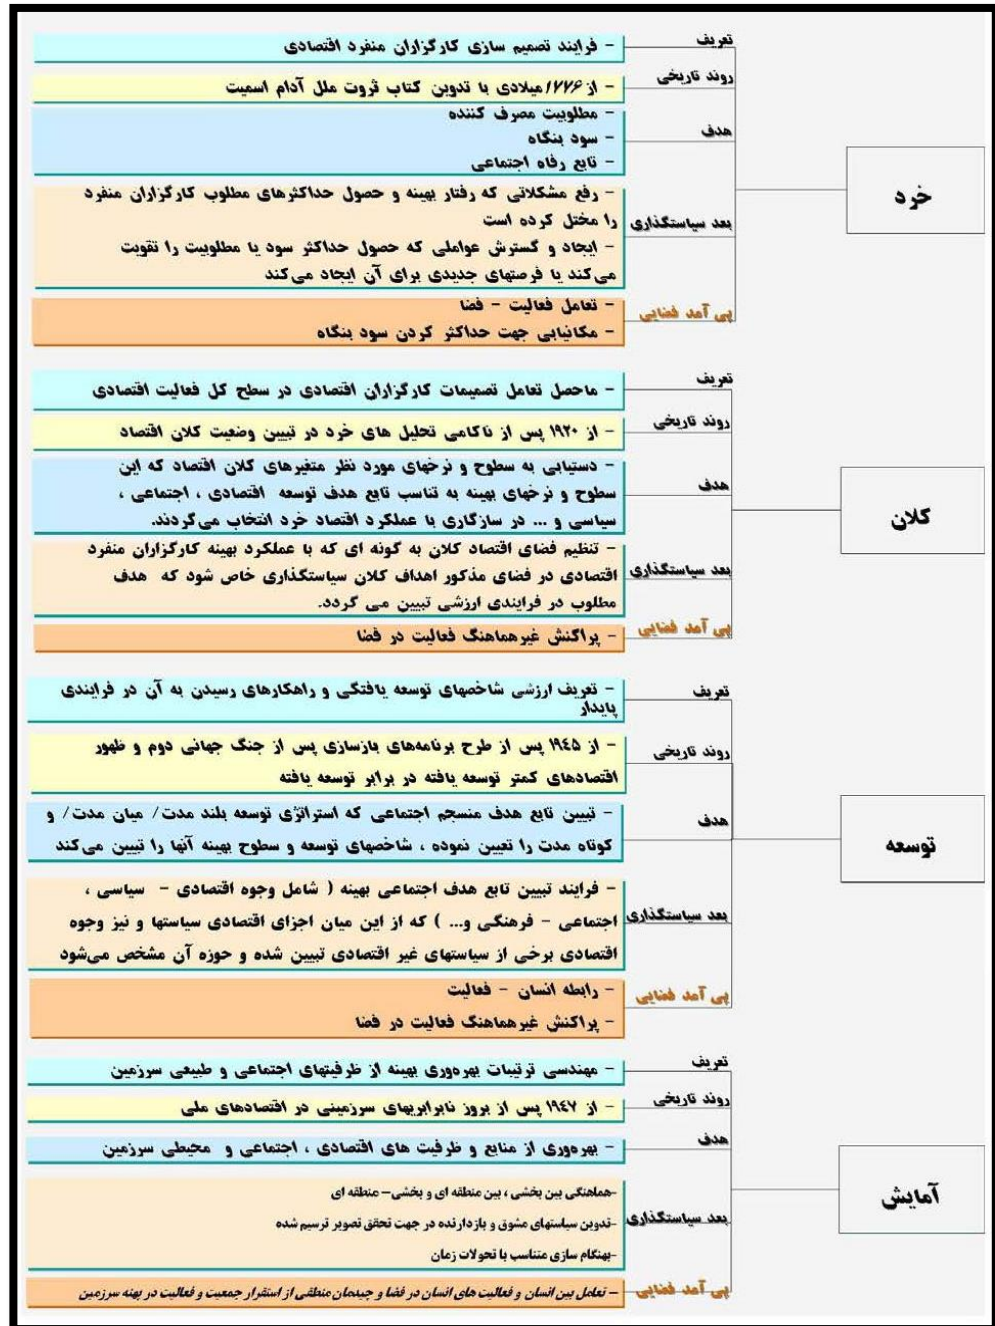 خرد
تعریف
- فرایند تصمیم سازی کارگزاران منفرد اقتصادی
روند تاریخی
- از ۱۷۷۶میلادی با تدوین کتاب ثروت ملل آدام اسمیت
هدف
- مطلوبیت مصرف کننده
- سود بنگاه
- تابع رفاه اجتماعی
بعد سیاستگذاری
- رفع مشکلاتی که رفتار بهینه و حصول حداکثرهای مطلوب کارگزاران منفرد
را مختل کرده است
- ایجاد و گسترش عواملی که حصول حداکثر سود یا مطلوبیت را تقویت
می‌کند یا فرصتهای جدیدی برای آن ایجاد می‌کند
پی آمد فضایی
- تعامل فعالیت - فضا
- مکانیابی جهت حداکثر کردن سود بنگاه
کلان
تعریف
- ماحصل تعامل تصمیمات کارگزاران اقتصادی در سطح کل فعالیت اقتصادی
روند تاریخی
- از ۱۹۲۰ پس از ناکامی تحلیل های خرد در تبیین وضعیت کلان اقتصاد
هدف
- دستیابی به سطوح و نرخهای مورد نظر متغیرهای کلان اقتصاد که این
سطوح و نرخهای بهینه به تناسب تابع هدف توسعه اقتصادی ، اجتماعی ،
سیاسی و ... در سازگاری با عملکرد اقتصاد خرد انتخاب می‌گردند.
بعد سیاستگذاری
- تنظیم فضای اقتصاد کلان به گونه ای که با عملکرد بهینه کارگزاران منفرد
اقتصادی در فضای مذکور اهداف کلان سیاستگذاری خاص شود که هدف
مطلوب در فرایندی ارزشی تبیین می گردد.
پی آمد فضایی
- پراکنش غیرهماهنگ فعالیت در فضا
توسعه
تعریف
- تعریف ارزشی شاخصهای توسعه یافتگی و راهکارهای رسیدن به آن در فرایندی
پایدار
روند تاریخی
- از ۱۹٤۵ پس از طرح برنامه‌های بازسازی پس از جنگ جهانی دوم و ظهور
اقتصادهای کمتر توسعه یافته در برابر توسعه یافته
هدف
- تبیین تابع هدف منسجم اجتماعی که استراتژی توسعه بلند مدت/ میان مدت/ و
کوتاه مدت را تعیین نموده ، شاخصهای توسعه و سطوح بهینه آنها را تبیین می‌کند
بعد سیاستگذاری
- فرایند تبیین تابع هدف اجتماعی بهینه ( شامل وجوه اقتصادی - سیاسی ،
اجتماعی - فرهنگی و... ) که از این میان اجزای اقتصادی سیاستها و نیز وجوه
اقتصادی برخی از سیاستهای غیر اقتصادی تبیین شده و حوزه آن مشخص می‌شود
پی آمد فضایی
- رابطه انسان - فعالیت
- پراکنش غیرهماهنگ فعالیت در فضا
آمایش
تعریف
- مهندسی ترتیبات بهره‌وری بهینه از ظرفیتهای اجتماعی و طبیعی سرزمین
روند تاریخی
- از ۱۹٤۷ پس از بروز نابرابریهای سرزمینی در اقتصادهای ملی
هدف
- بهره‌وری از منابع و ظرفیت های اقتصادی ، اجتماعی و محیطی سرزمین
بعد سیاستگذاری
-هماهنگی بین بخشی ، بین منطقه ای و بخشی- منطقه ای
-تدوین سیاستهای مشوق و بازدارنده در جهت تحقق تصویر ترسیم شده
-بهنگام سازی متناسب با تحولات زمان
پی آمد فضایی
- تعامل بین انسان و فعالیت های انسان در فضا و چیدمان منطقی از استقرار جمعیت و فعالیت در پهنه سرزمین